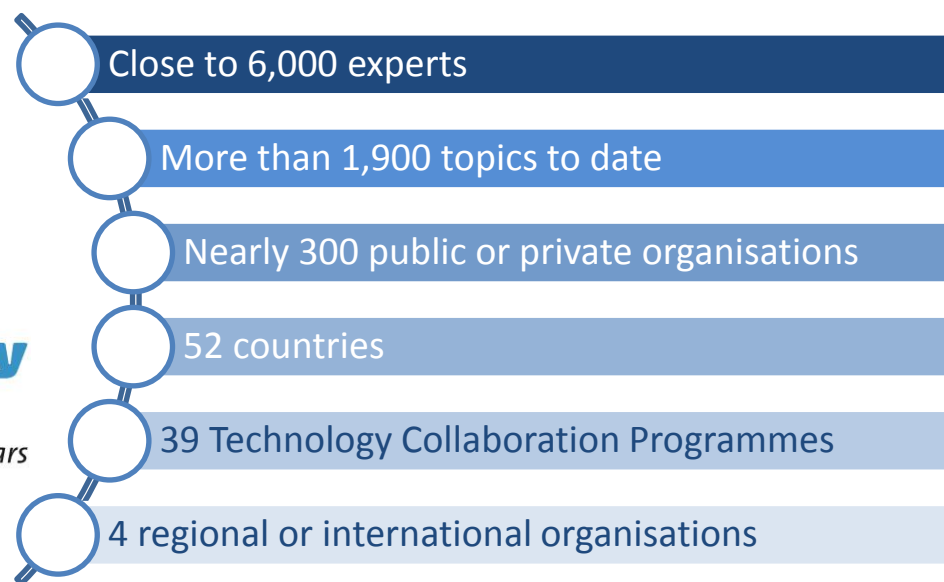 Close to 6,000 experts
More than 1,900 topics to date
Nearly 300 public or private organisations
52 countries
39 Technology Collaboration Programmes
4 regional or international organisations